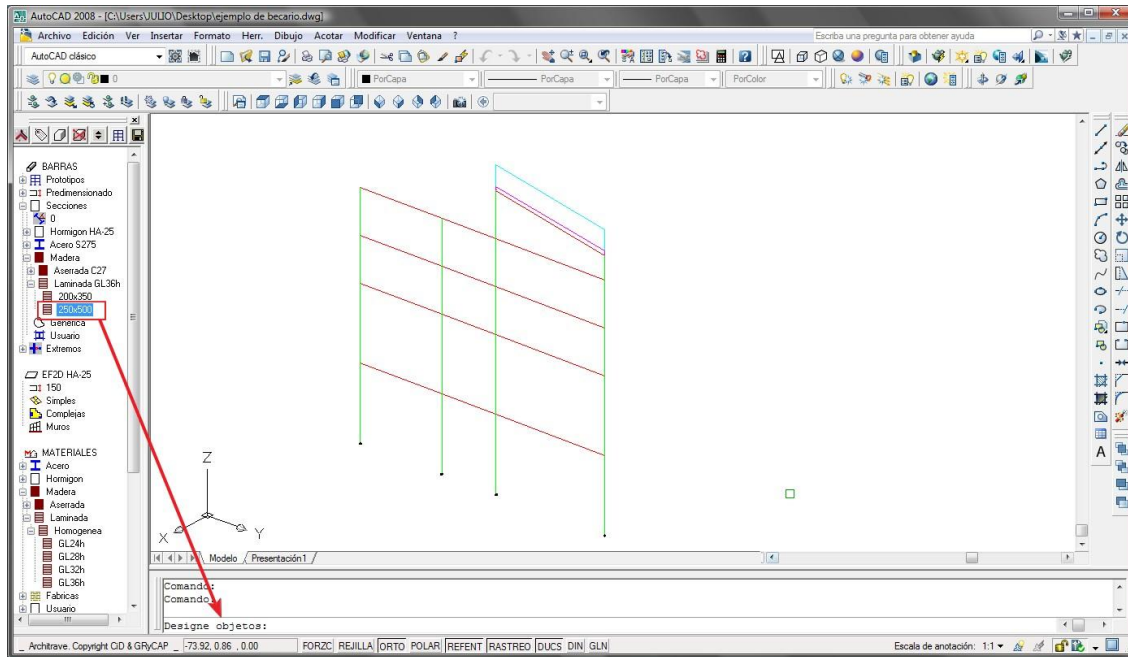 AutoCAD 2008 - [C:\Users\JULIO\Desktop\ejemplo de becario.dwg]
Archivo Edición Ver Insertar Formato Herr. Dibujo Acotar Modificar Ventana ?
Escriba una pregunta para obtener ayuda
AutoCAD clásico
0
PorCapa
PorCapa
PorCapa
PorColor
BARRAS
Prototipos
Predimensionado
Secciones
0
Hormigon HA-25
Acero S275
Madera
Aserrada C27
Laminada GL36h
200x350
250x500
Generica
Usuario
Extremos
EF2D HA-25
150
Simples
Complejas
Muros
MATERIALES
Acero
Hormigon
Madera
Aserrada
Laminada
Homogenea
GL24h
GL28h
GL32h
GL36h
Fabricas
Usuario
Z
X
Y
A
Modelo
Presentación1
Comando:
Comando:
Designe objetos:
_ Architrave. Copyright CiD & GRyCAP _
-73.92, 0.86 , 0.00
FORZC REJILLA ORTO POLAR REFENT RASTREO DUCS DIN GLN
Escala de anotación: 1:1